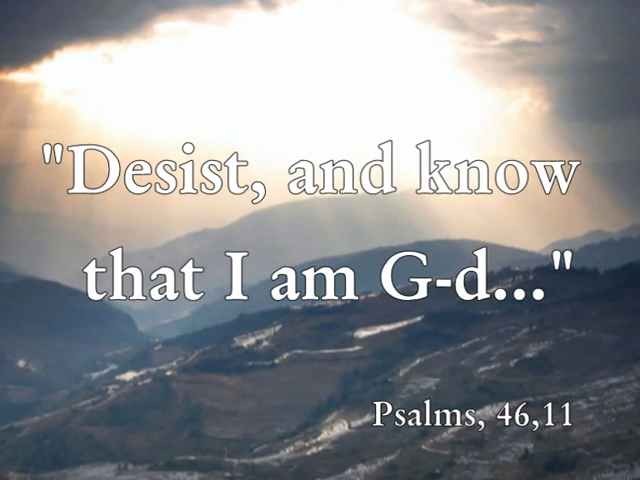 "Desist, and know
that I am G-d..."
Psalms, 46,11